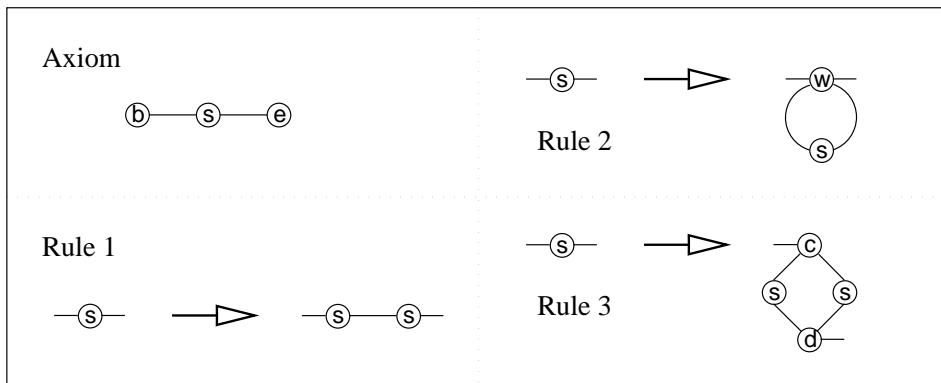 Axiom
b s e
s w
Rule 2
s
Rule 1
s s s
s c
Rule 3
s s
d